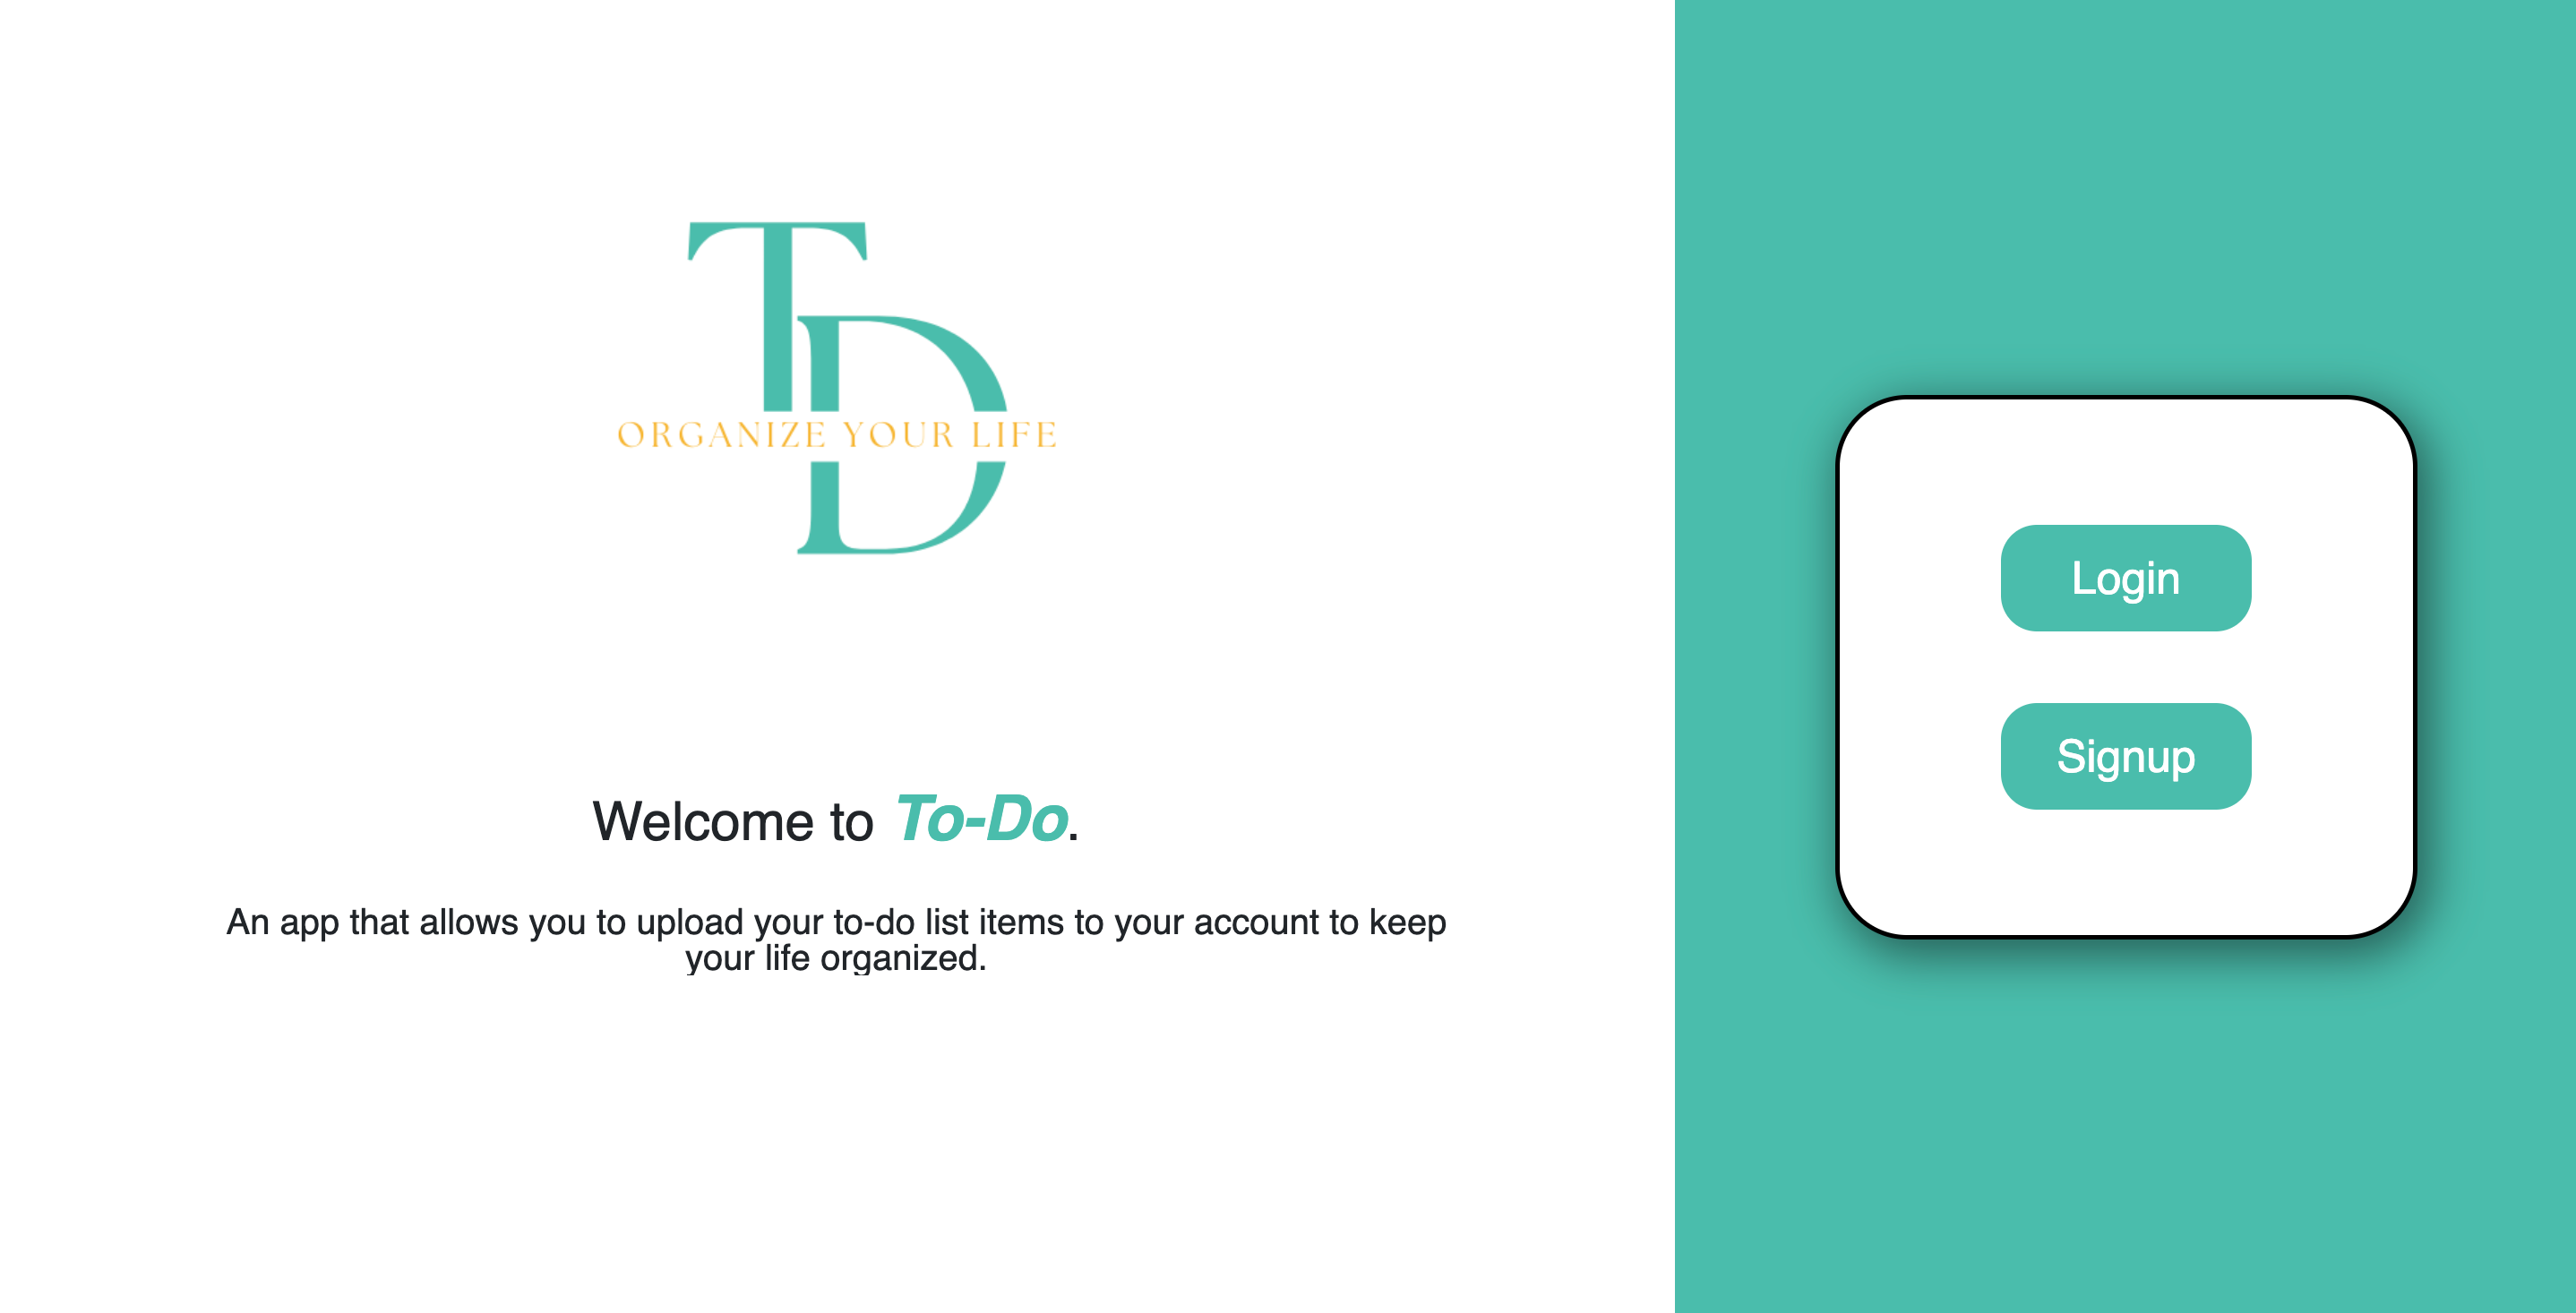 TD
ORGANIZE YOUR LIFE
Welcome to To-Do.
An app that allows you to upload your to-do list items to your account to keep
your life organized.
Login
Signup